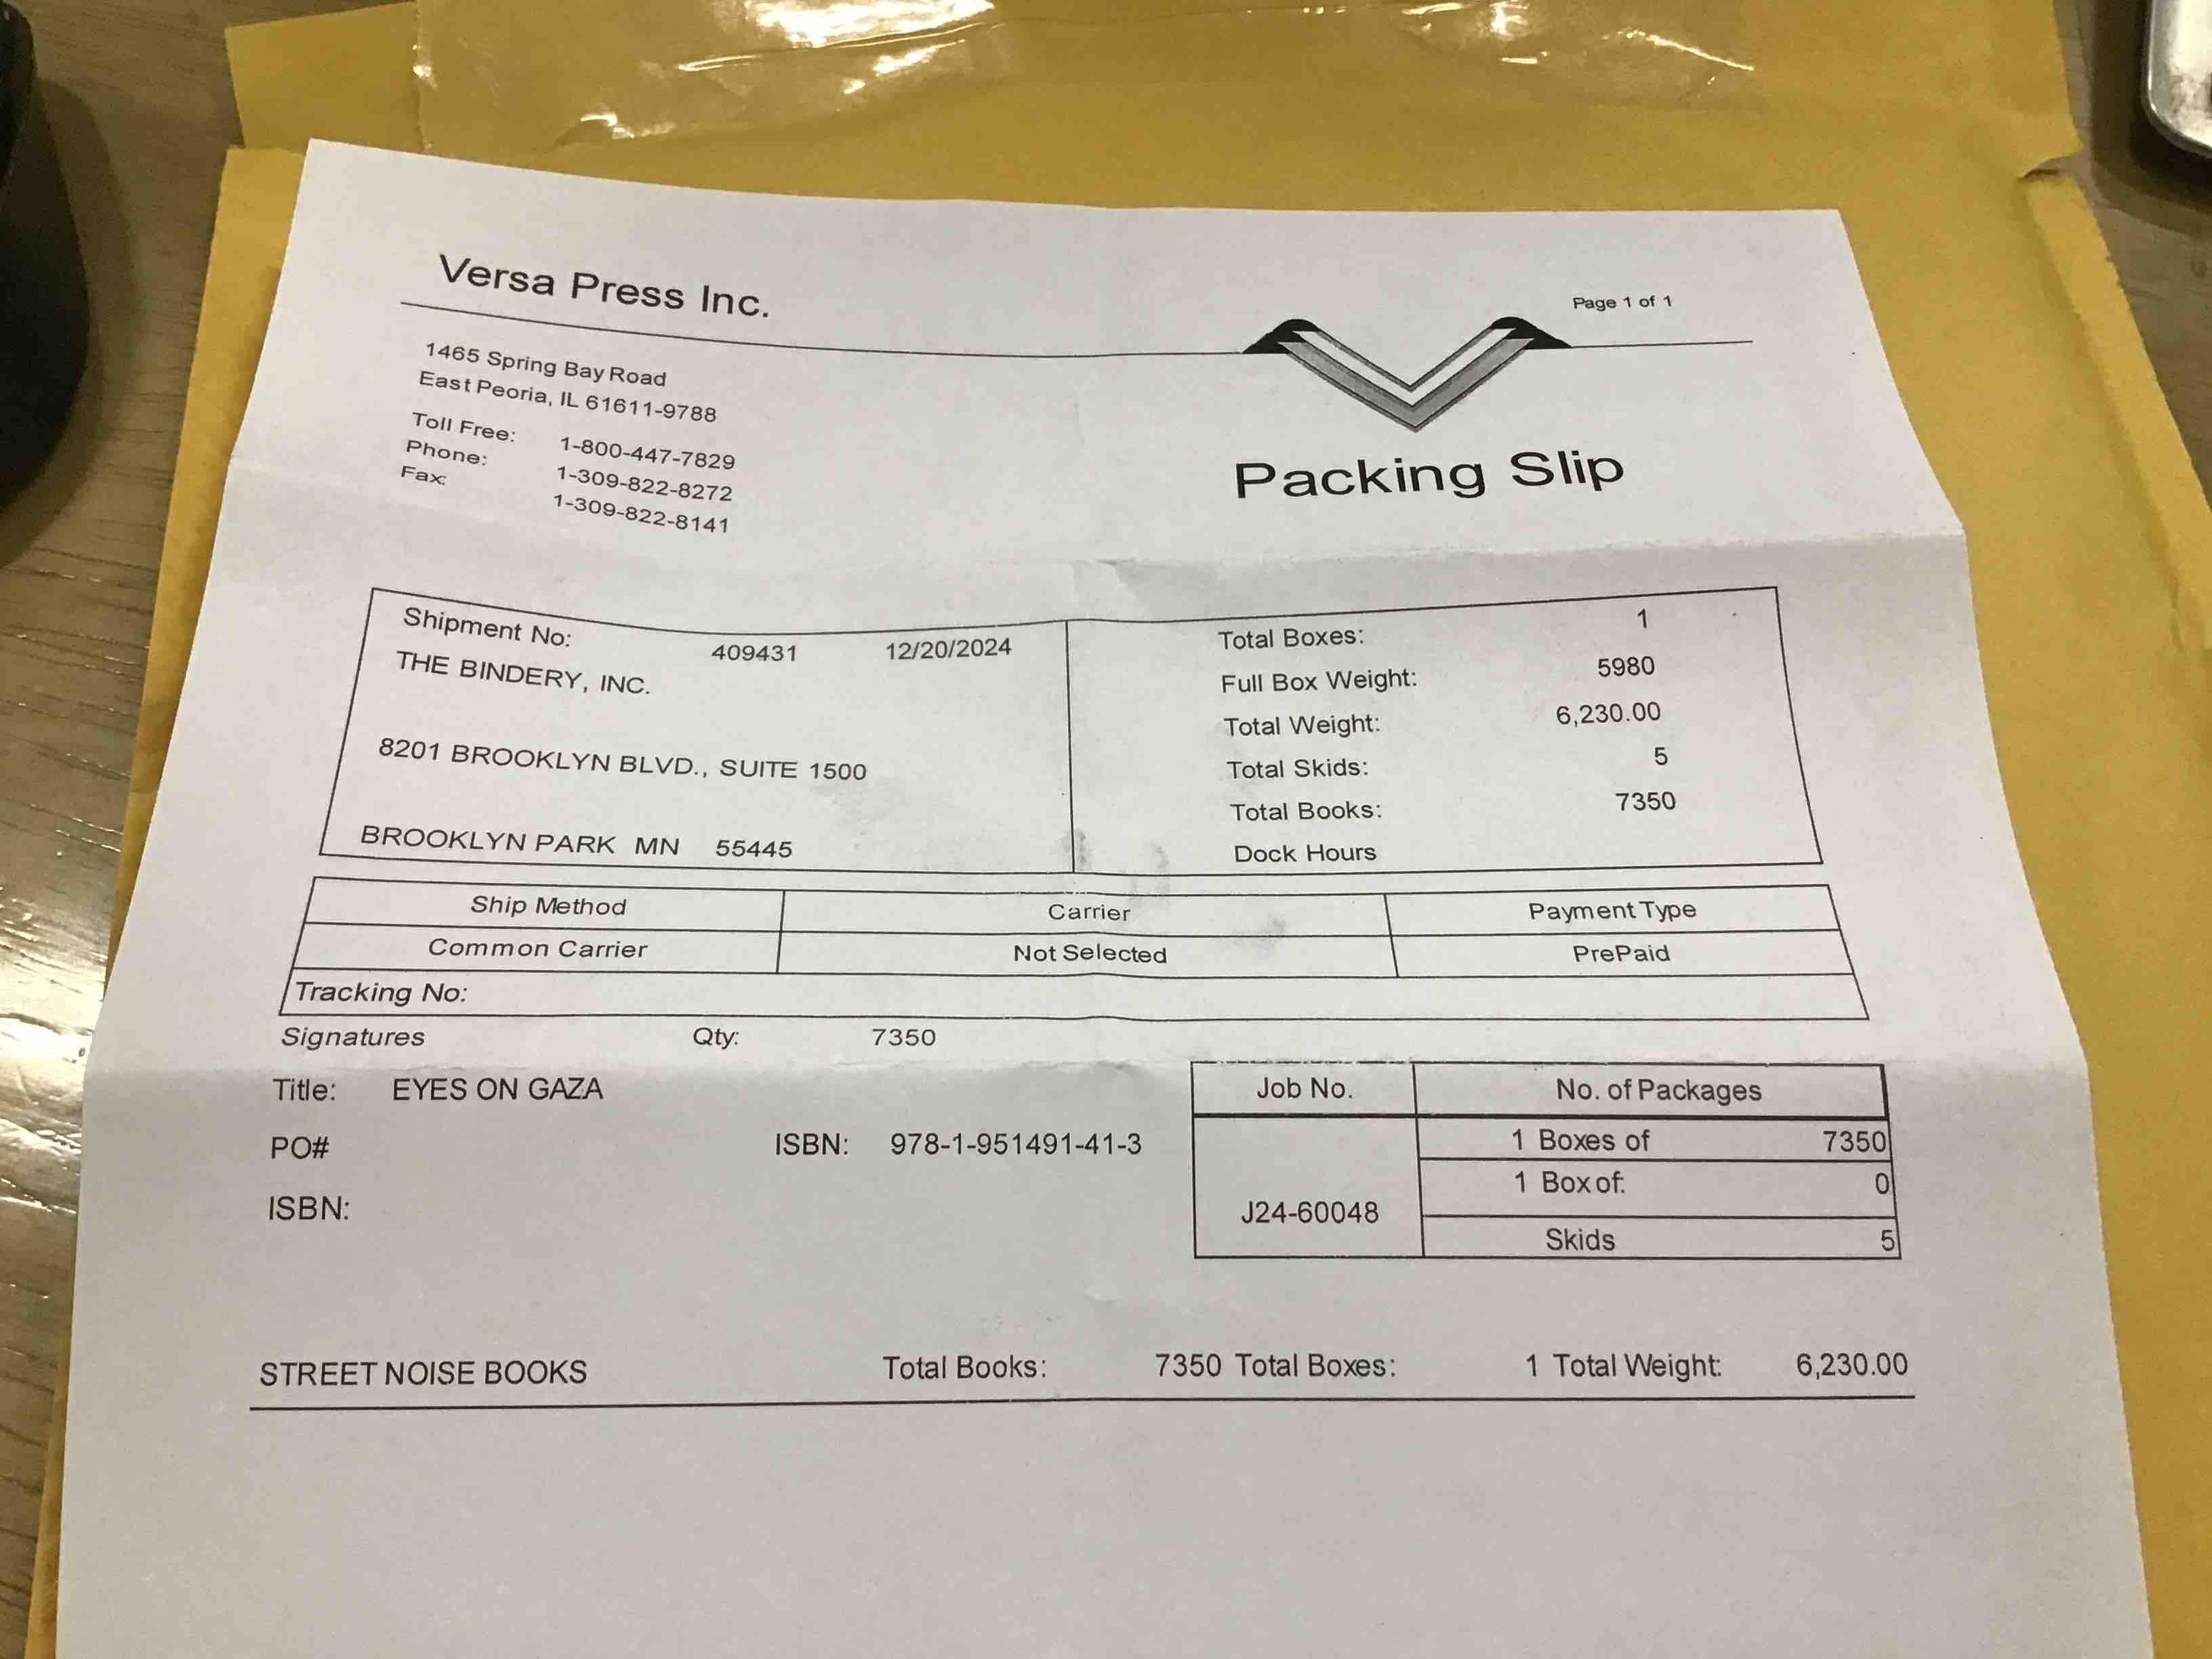 Versa Press Inc.
Page 1 of 1
1465 Spring Bay Road
East Peoria, IL 61611-9788
Toll Free: 1-800-447-7829
Phone: 1-309-822-8272
Fax: 1-309-822-8141
Packing Slip
Shipment No: 409431 12/20/2024
THE BINDERY, INC.
8201 BROOKLYN BLVD., SUITE 1500
BROOKLYN PARK MN 55445
Total Boxes: 1
Full Box Weight: 5980
Total Weight: 6,230.00
Total Skids: 5
Total Books: 7350
Dock Hours
Ship Method Carrier Payment Type
Common Carrier Not Selected PrePaid
Tracking No:
Signatures Qty: 7350
Title: EYES ON GAZA
PO# ISBN: 978-1-951491-41-3
ISBN:
Job No. No. of Packages
1 Boxes of 7350
1 Box of: 0
J24-60048
Skids 5
STREET NOISE BOOKS Total Books: 7350 Total Boxes: 1 Total Weight: 6,230.00